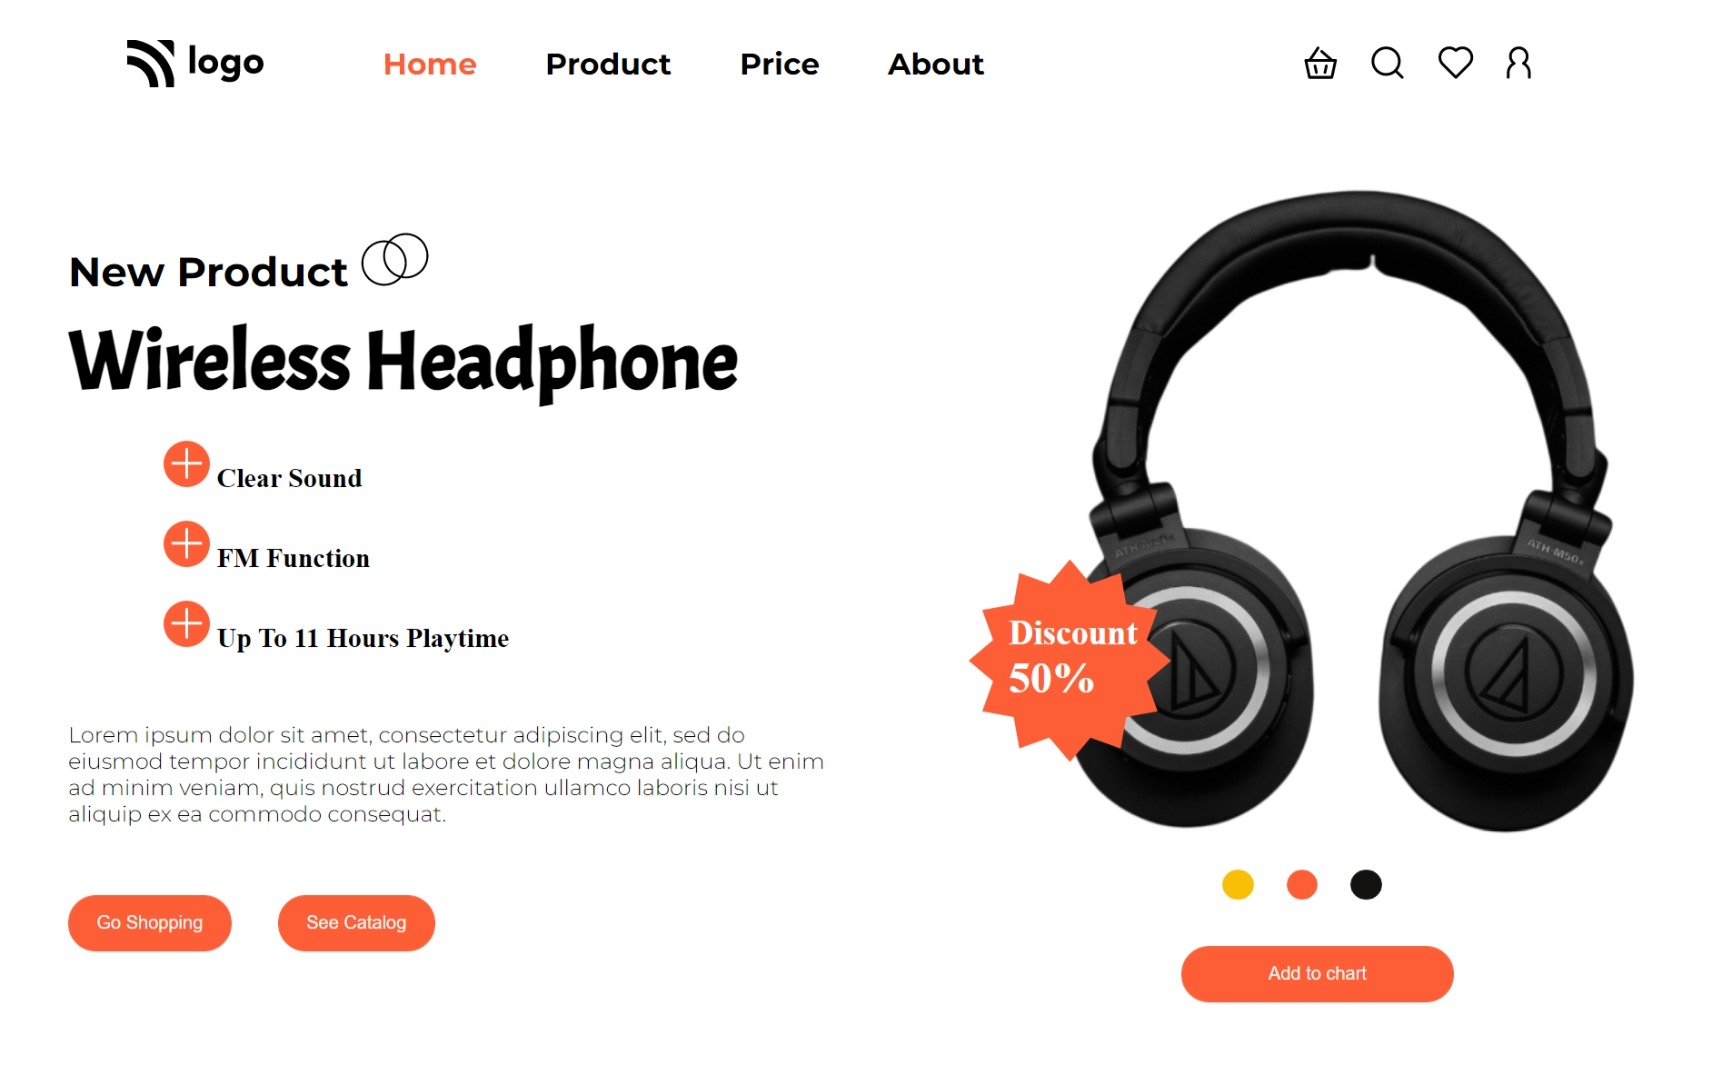 logo
Home Product Price About
New Product
Wireless Headphone
Clear Sound
FM Function
Up To 11 Hours Playtime
Lorem ipsum dolor sit amet, consectetur adipiscing elit, sed do
eiusmod tempor incididunt ut labore et dolore magna aliqua. Ut enim
ad minim veniam, quis nostrud exercitation ullamco laboris nisi ut
aliquip ex ea commodo consequat.
Go Shopping See Catalog
ATH-M50x
ATH-M50x
Discount
50%
Add to chart